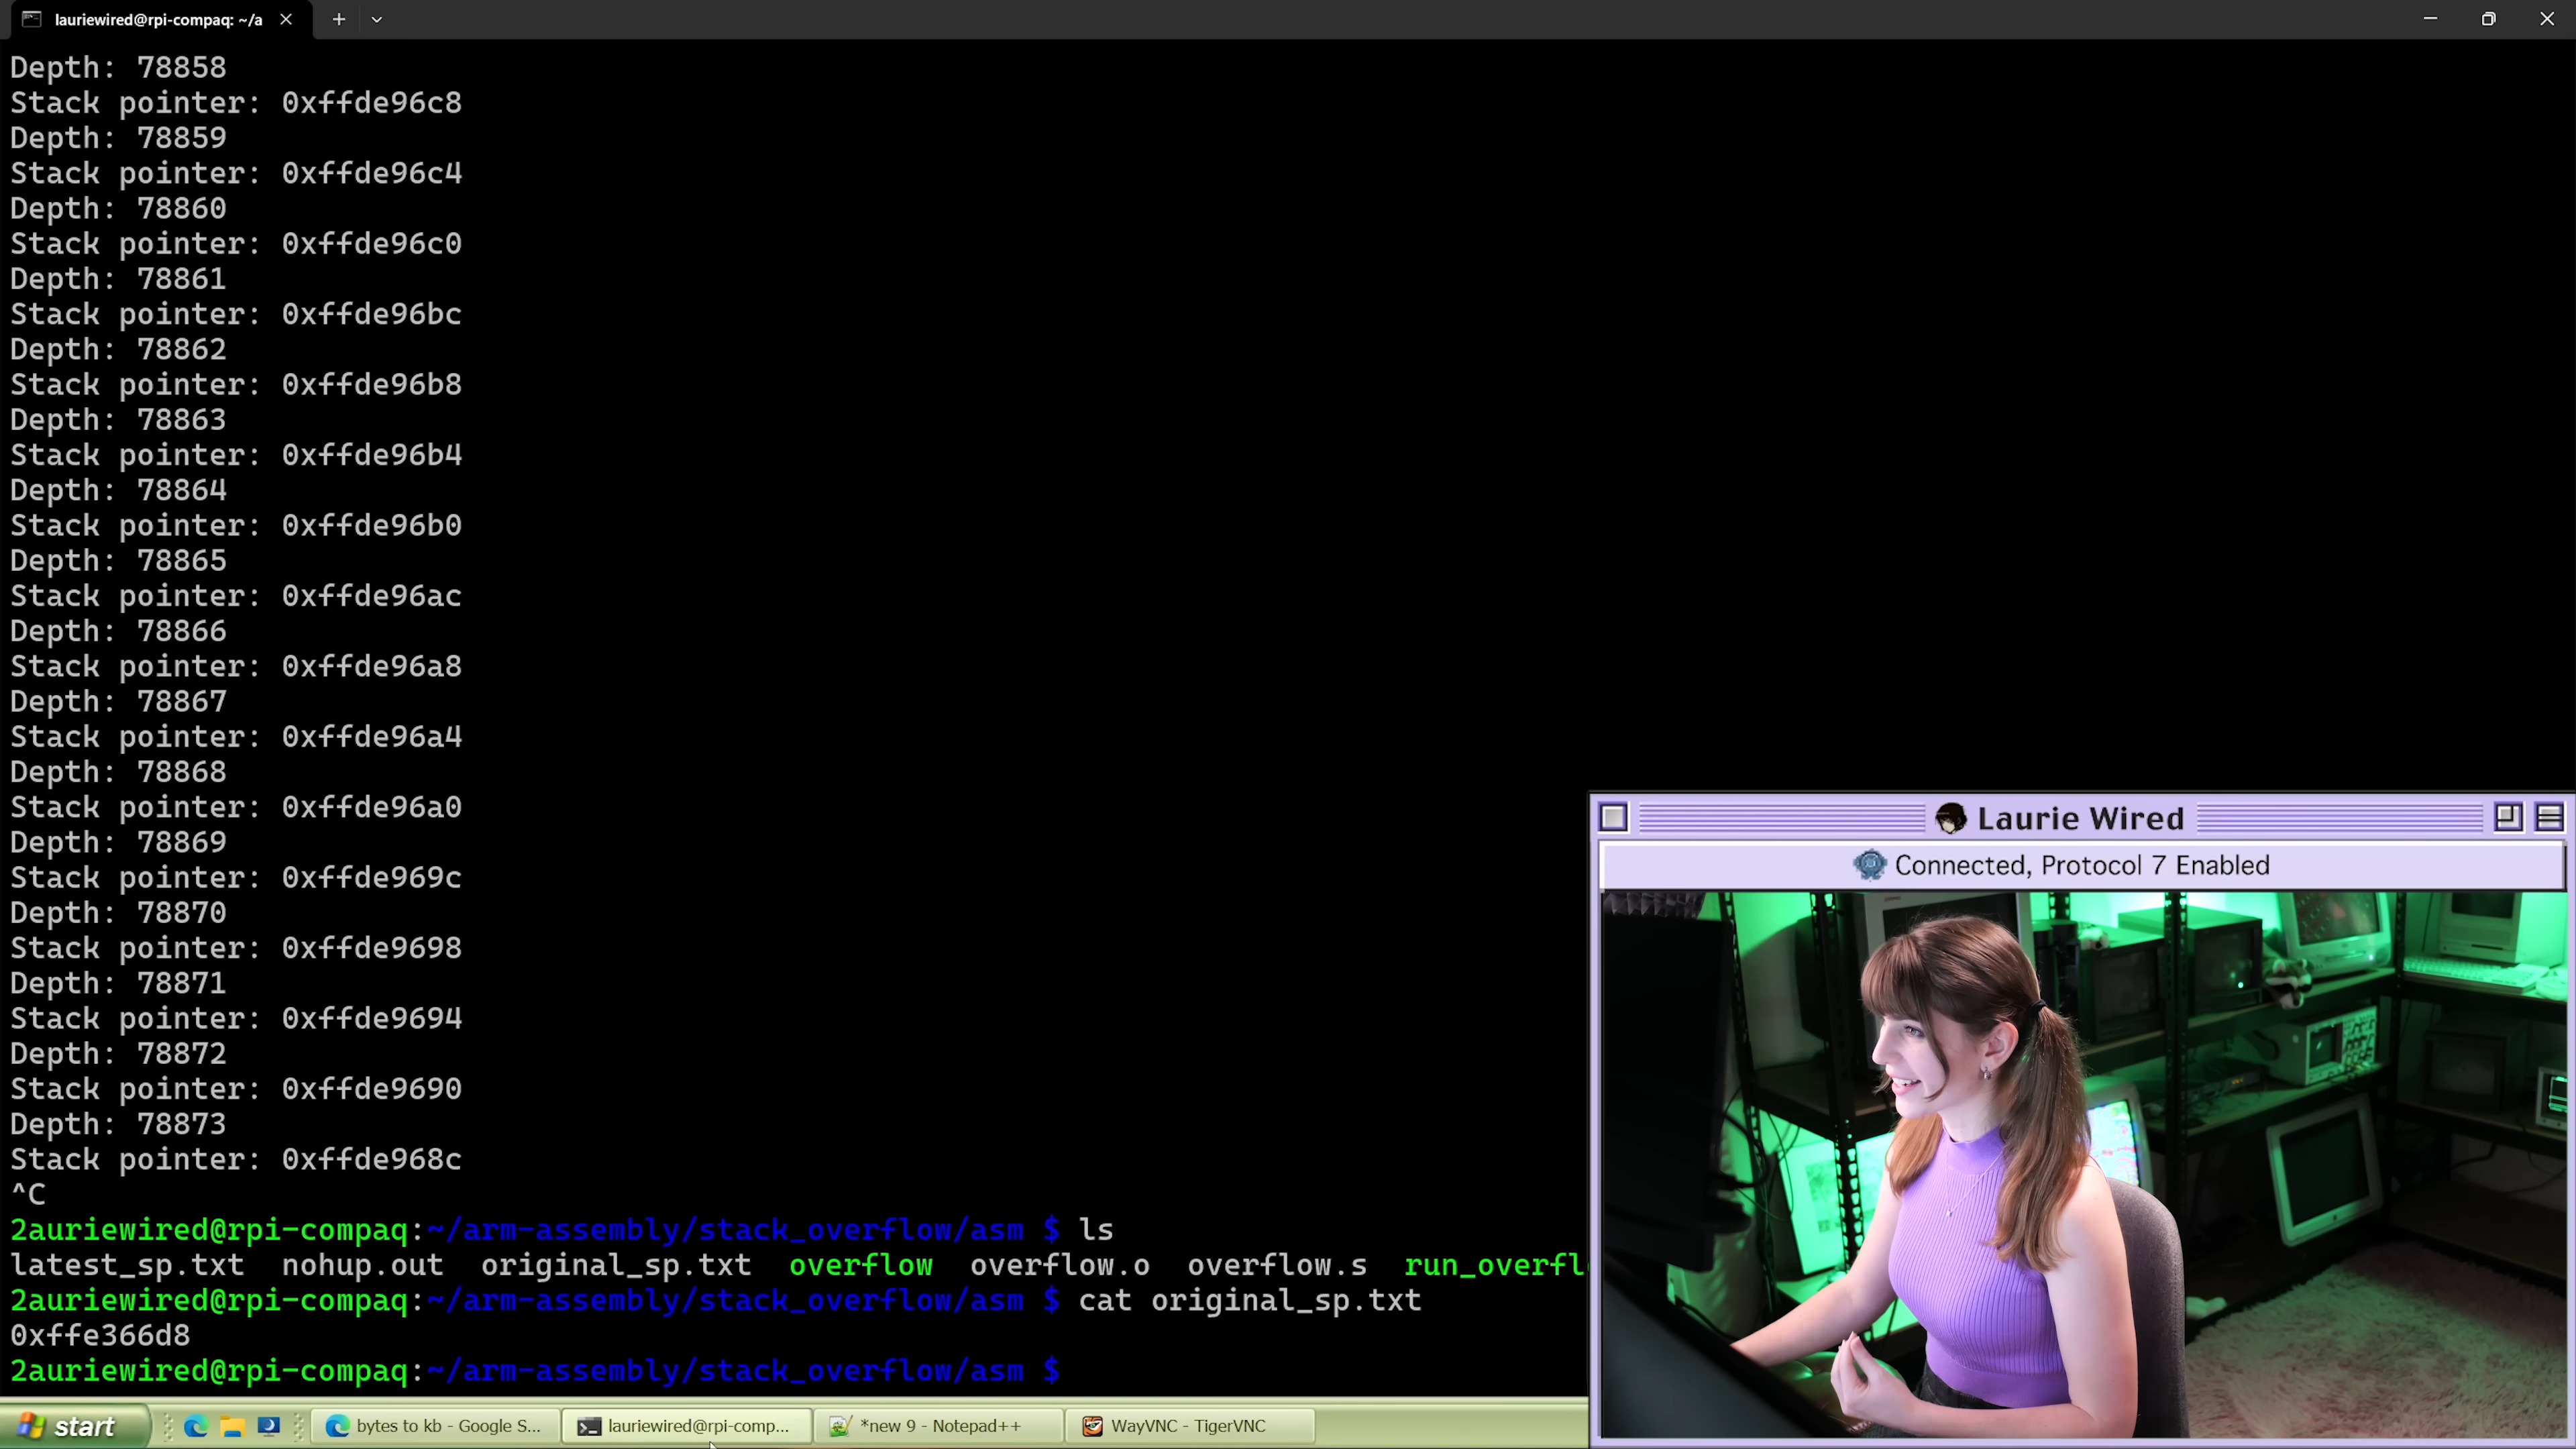 lauriewired@rpi-compaq: ~/a
Depth: 78858
Stack pointer: 0xffde96c8
Depth: 78859
Stack pointer: 0xffde96c4
Depth: 78860
Stack pointer: 0xffde96c0
Depth: 78861
Stack pointer: 0xffde96bc
Depth: 78862
Stack pointer: 0xffde96b8
Depth: 78863
Stack pointer: 0xffde96b4
Depth: 78864
Stack pointer: 0xffde96b0
Depth: 78865
Stack pointer: 0xffde96ac
Depth: 78866
Stack pointer: 0xffde96a8
Depth: 78867
Stack pointer: 0xffde96a4
Depth: 78868
Stack pointer: 0xffde96a0
Depth: 78869
Stack pointer: 0xffde969c
Depth: 78870
Stack pointer: 0xffde9698
Depth: 78871
Stack pointer: 0xffde9694
Depth: 78872
Stack pointer: 0xffde9690
Depth: 78873
Stack pointer: 0xffde968c
^C
2auriewired@rpi-compaq:~/arm-assembly/stack_overflow/asm $ ls
latest_sp.txt nohup.out original_sp.txt overflow overflow.o overflow.s run_overfl
2auriewired@rpi-compaq:~/arm-assembly/stack_overflow/asm $ cat original_sp.txt
0xffe366d8
2auriewired@rpi-compaq:~/arm-assembly/stack_overflow/asm $
Laurie Wired
Connected, Protocol 7 Enabled
start
bytes to kb - Google S...
lauriewired@rpi-comp...
*new 9 - Notepad++
WayVNC - TigerVNC